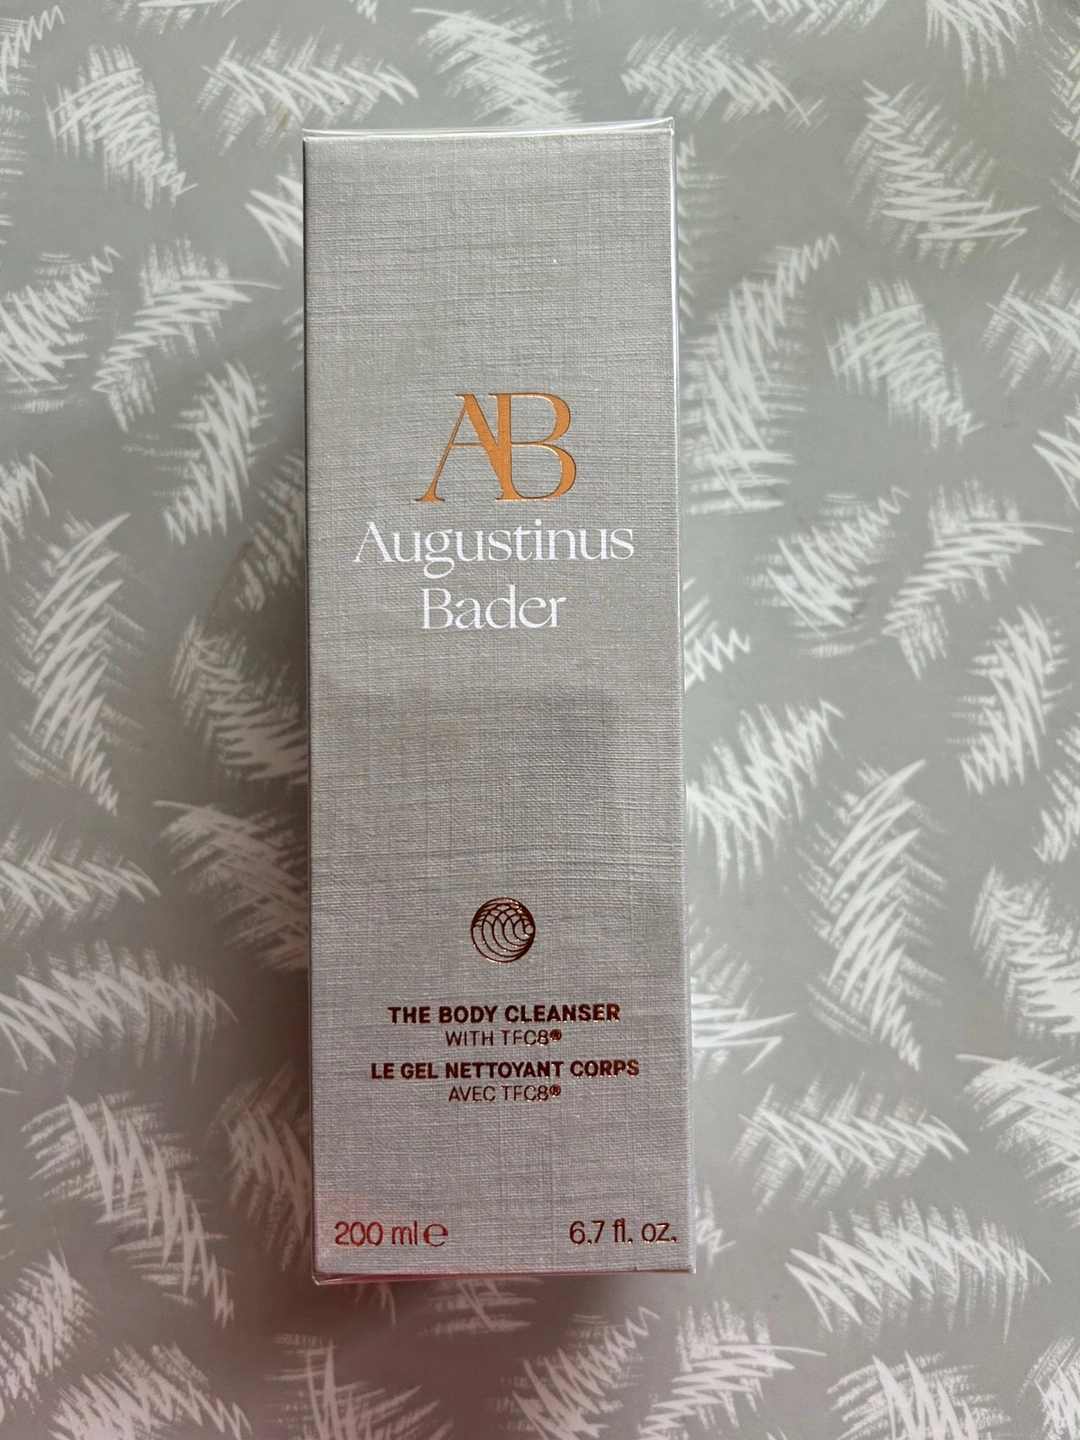 AB
Augustinus
Bader
THE BODY CLEANSER
WITH TFC8®
LE GEL NETTOYANT CORPS
AVEC TFC8®
200 ml℮ 6.7 fl. oz.